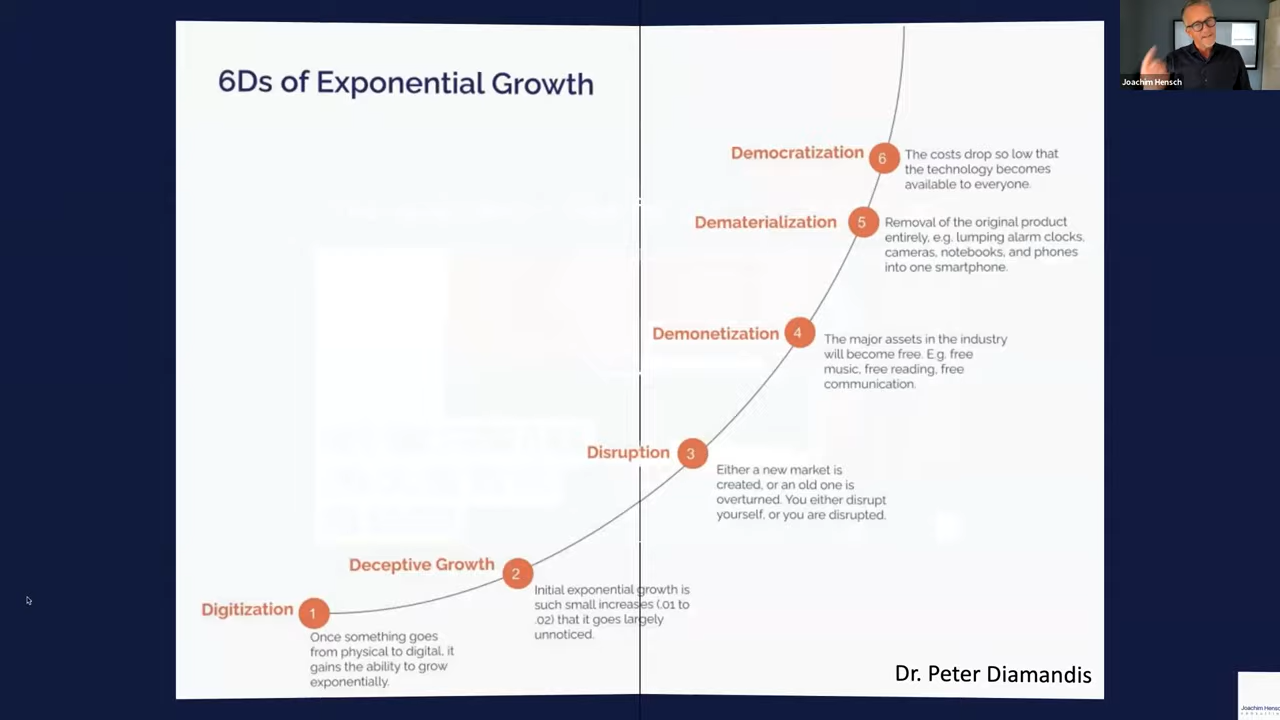 6Ds of Exponential Growth
Joachim Hensch
Democratization
6
The costs drop so low that
the technology becomes
available to everyone.
Dematerialization
5
Removal of the original product
entirely, e.g. lumping alarm clocks,
cameras, notebooks, and phones
into one smartphone.
Demonetization
4
The major assets in the industry
will become free. E.g. free
music, free reading, free
communication.
Disruption
3
Either a new market is
created, or an old one is
overturned. You either disrupt
yourself, or you are disrupted.
Deceptive Growth
2
Initial exponential growth is
such small increases (.01 to
.02) that it goes largely
unnoticed.
Digitization
1
Once something goes
from physical to digital, it
gains the ability to grow
exponentially.
Dr. Peter Diamandis
Joachim Hensc